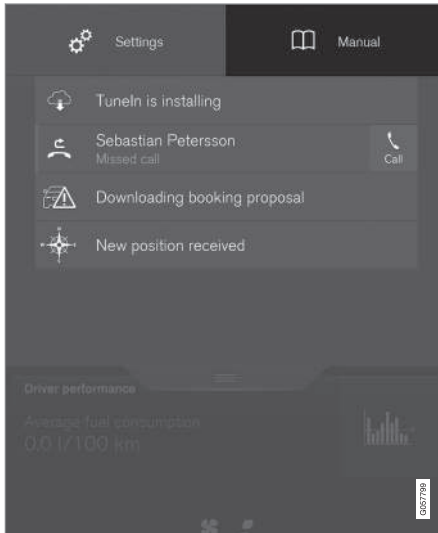 Settings
Manual
TuneIn is installing
Sebastian Petersson
Missed call
Call
Downloading booking proposal
New position received
Driver performance
Average fuel consumption
0.0 l/100 km
G057799